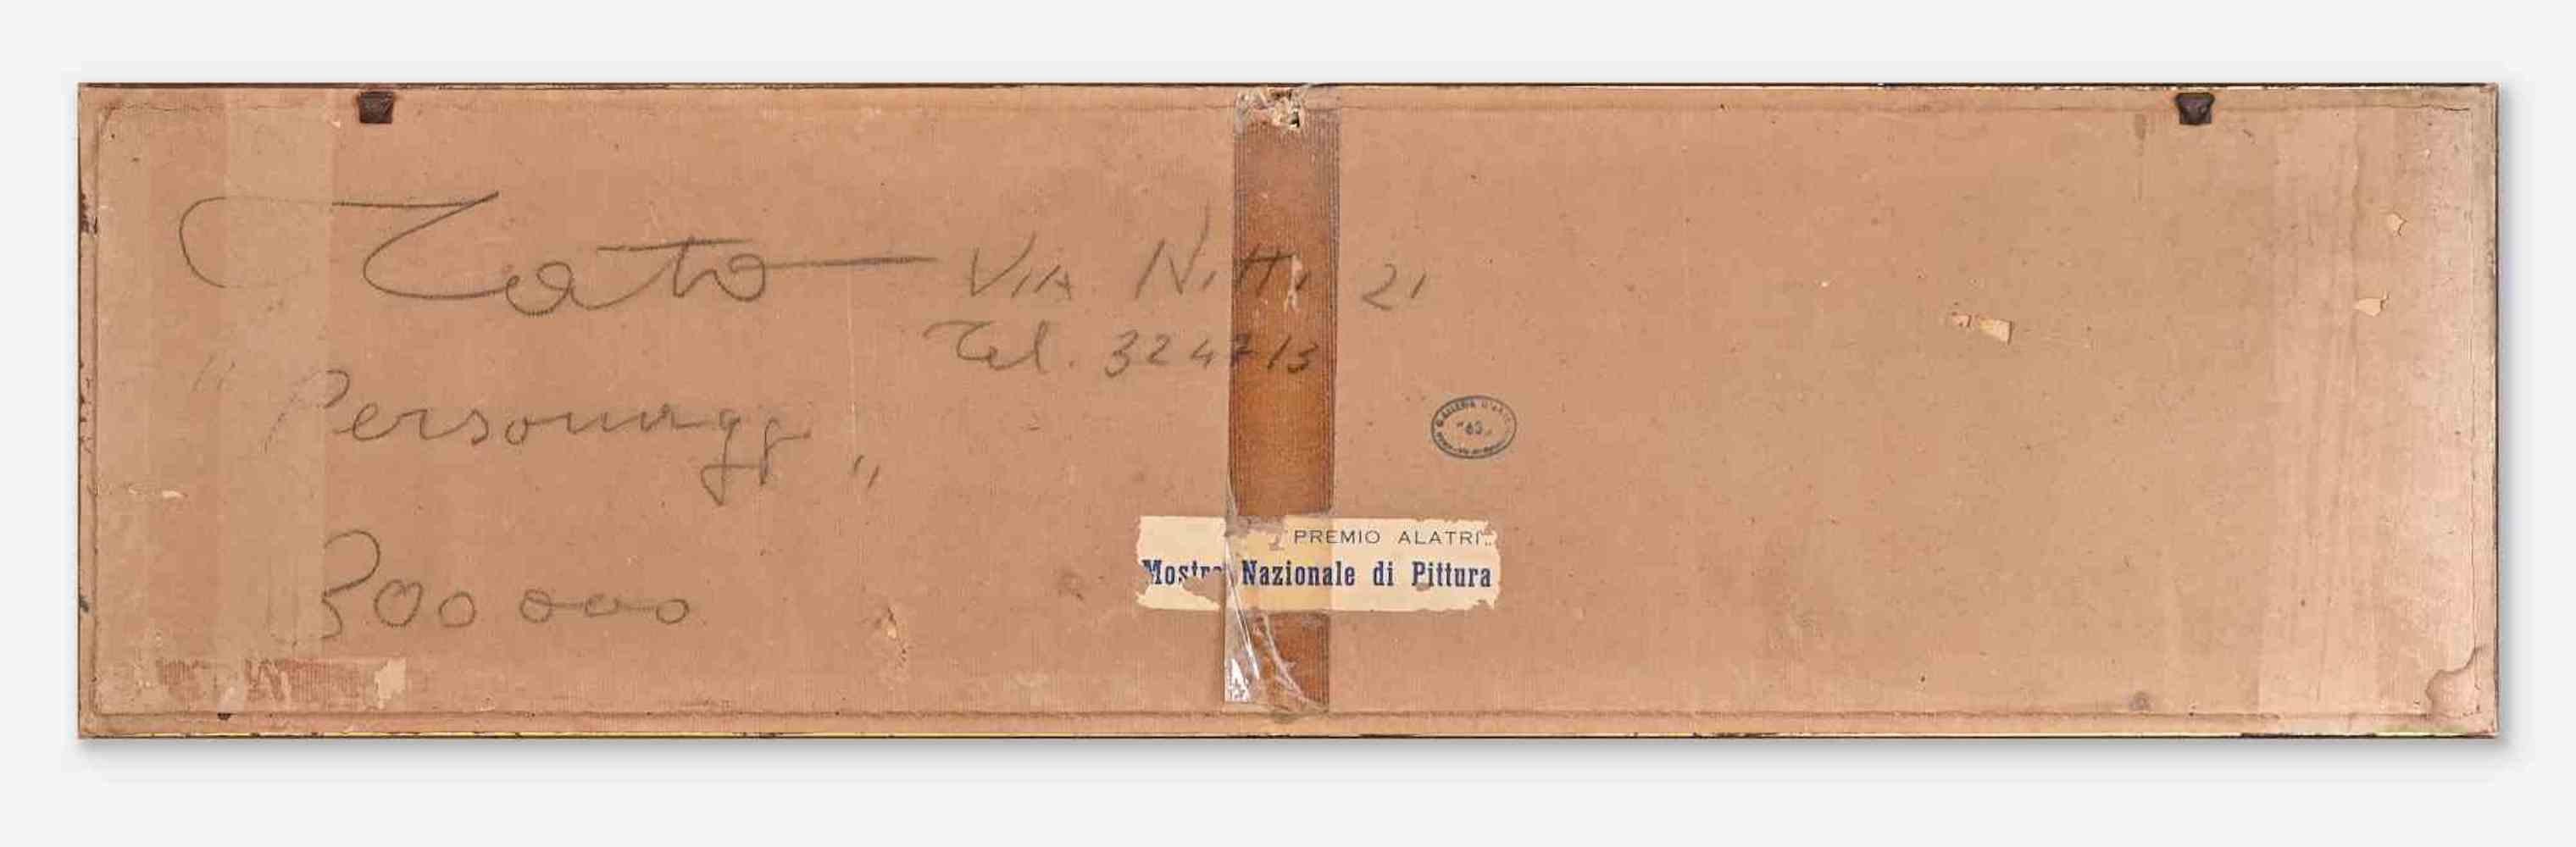 Tato — VIA Nitti 21
Tel. 324713
"Personaggi"
300 000
PREMIO ALATRI"
Mostra Nazionale di Pittura